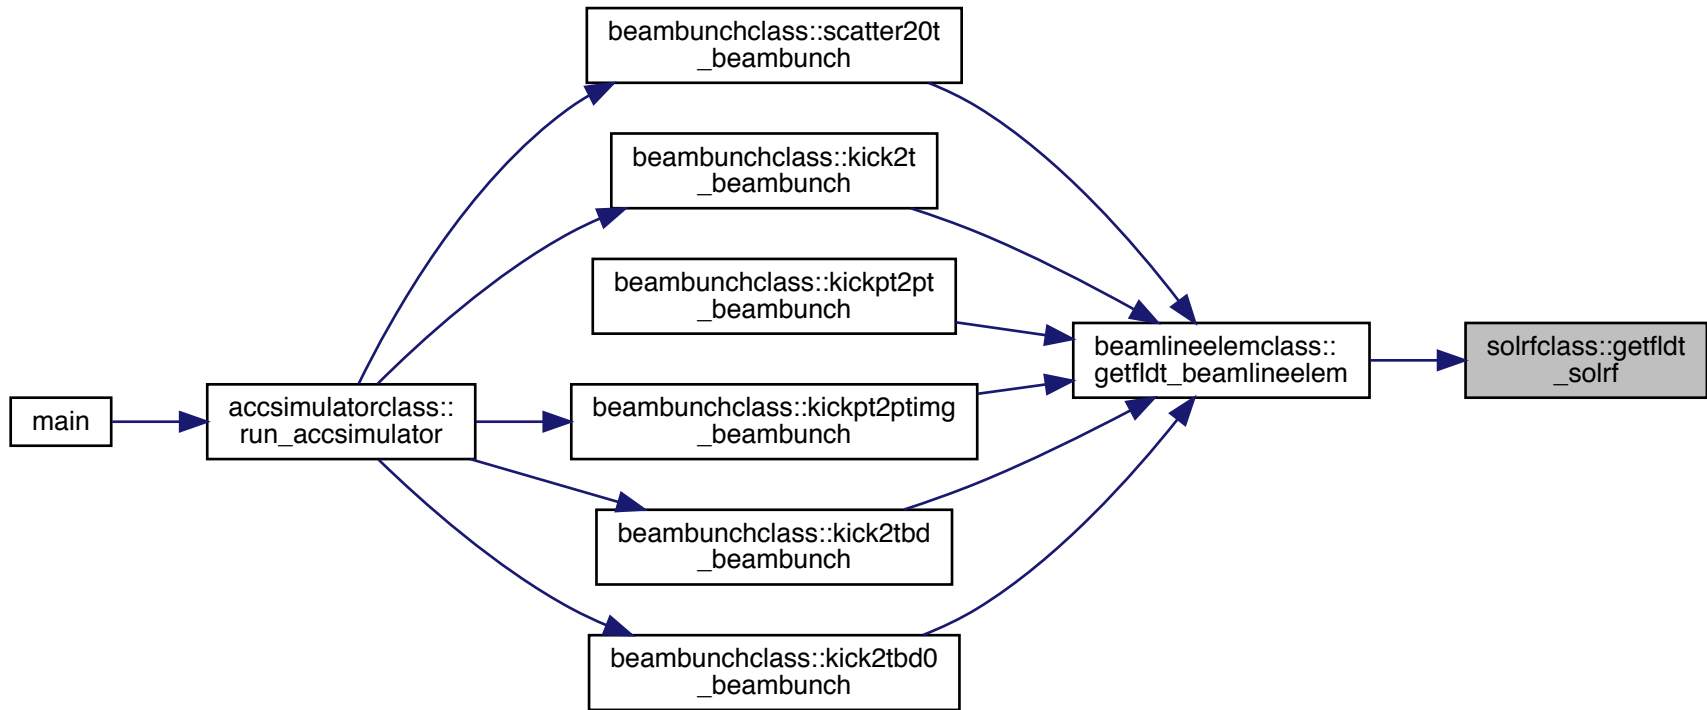 beambunchclass::scatter20t
_beambunch
beambunchclass::kick2t
_beambunch
beambunchclass::kickpt2pt
_beambunch
beamlineelemclass::
getfldt_beamlineelem
solrfclass::getfldt
_solrf
main
accsimulatorclass::
run_accsimulator
beambunchclass::kickpt2ptimg
_beambunch
beambunchclass::kick2tbd
_beambunch
beambunchclass::kick2tbd0
_beambunch